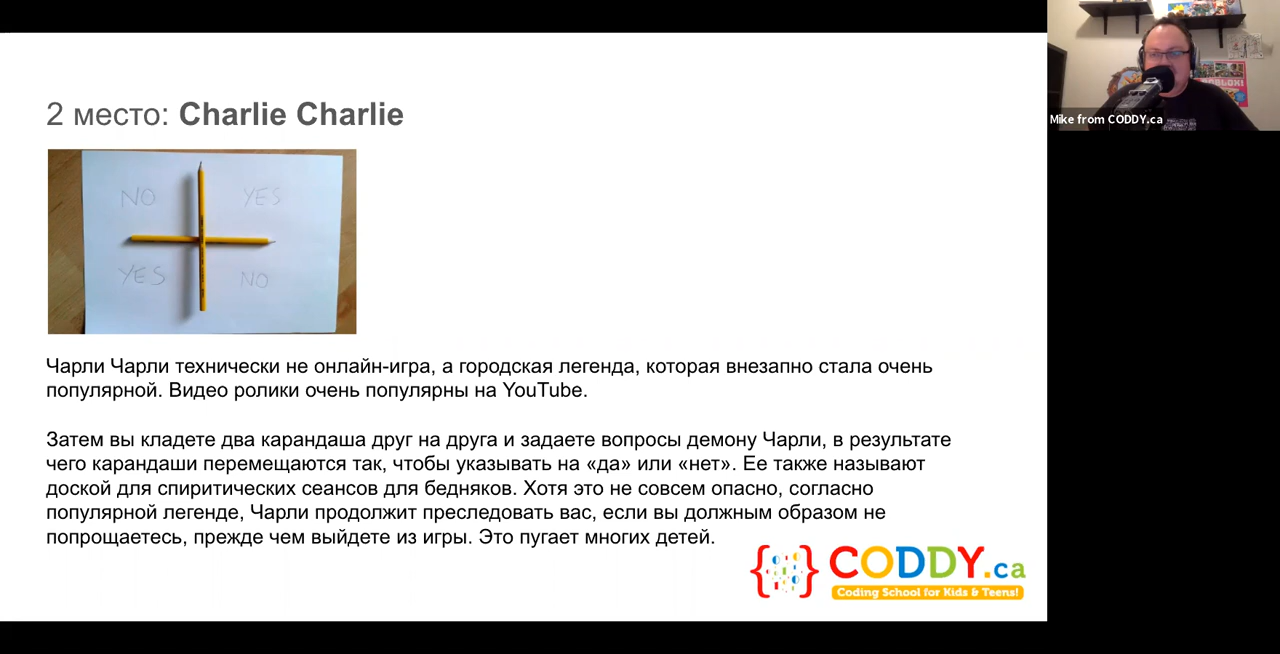 2 место: Charlie Charlie
NO YES
YES NO
Чарли Чарли технически не онлайн-игра, а городская легенда, которая внезапно стала очень
популярной. Видео ролики очень популярны на YouTube.
Затем вы кладете два карандаша друг на друга и задаете вопросы демону Чарли, в результате
чего карандаши перемещаются так, чтобы указывать на «да» или «нет». Ее также называют
доской для спиритических сеансов для бедняков. Хотя это не совсем опасно, согласно
популярной легенде, Чарли продолжит преследовать вас, если вы должным образом не
попрощаетесь, прежде чем выйдете из игры. Это пугает многих детей.
{ } CODDY.ca
Coding School for Kids & Teens!
Mike from CODDY.ca
ROBLOX